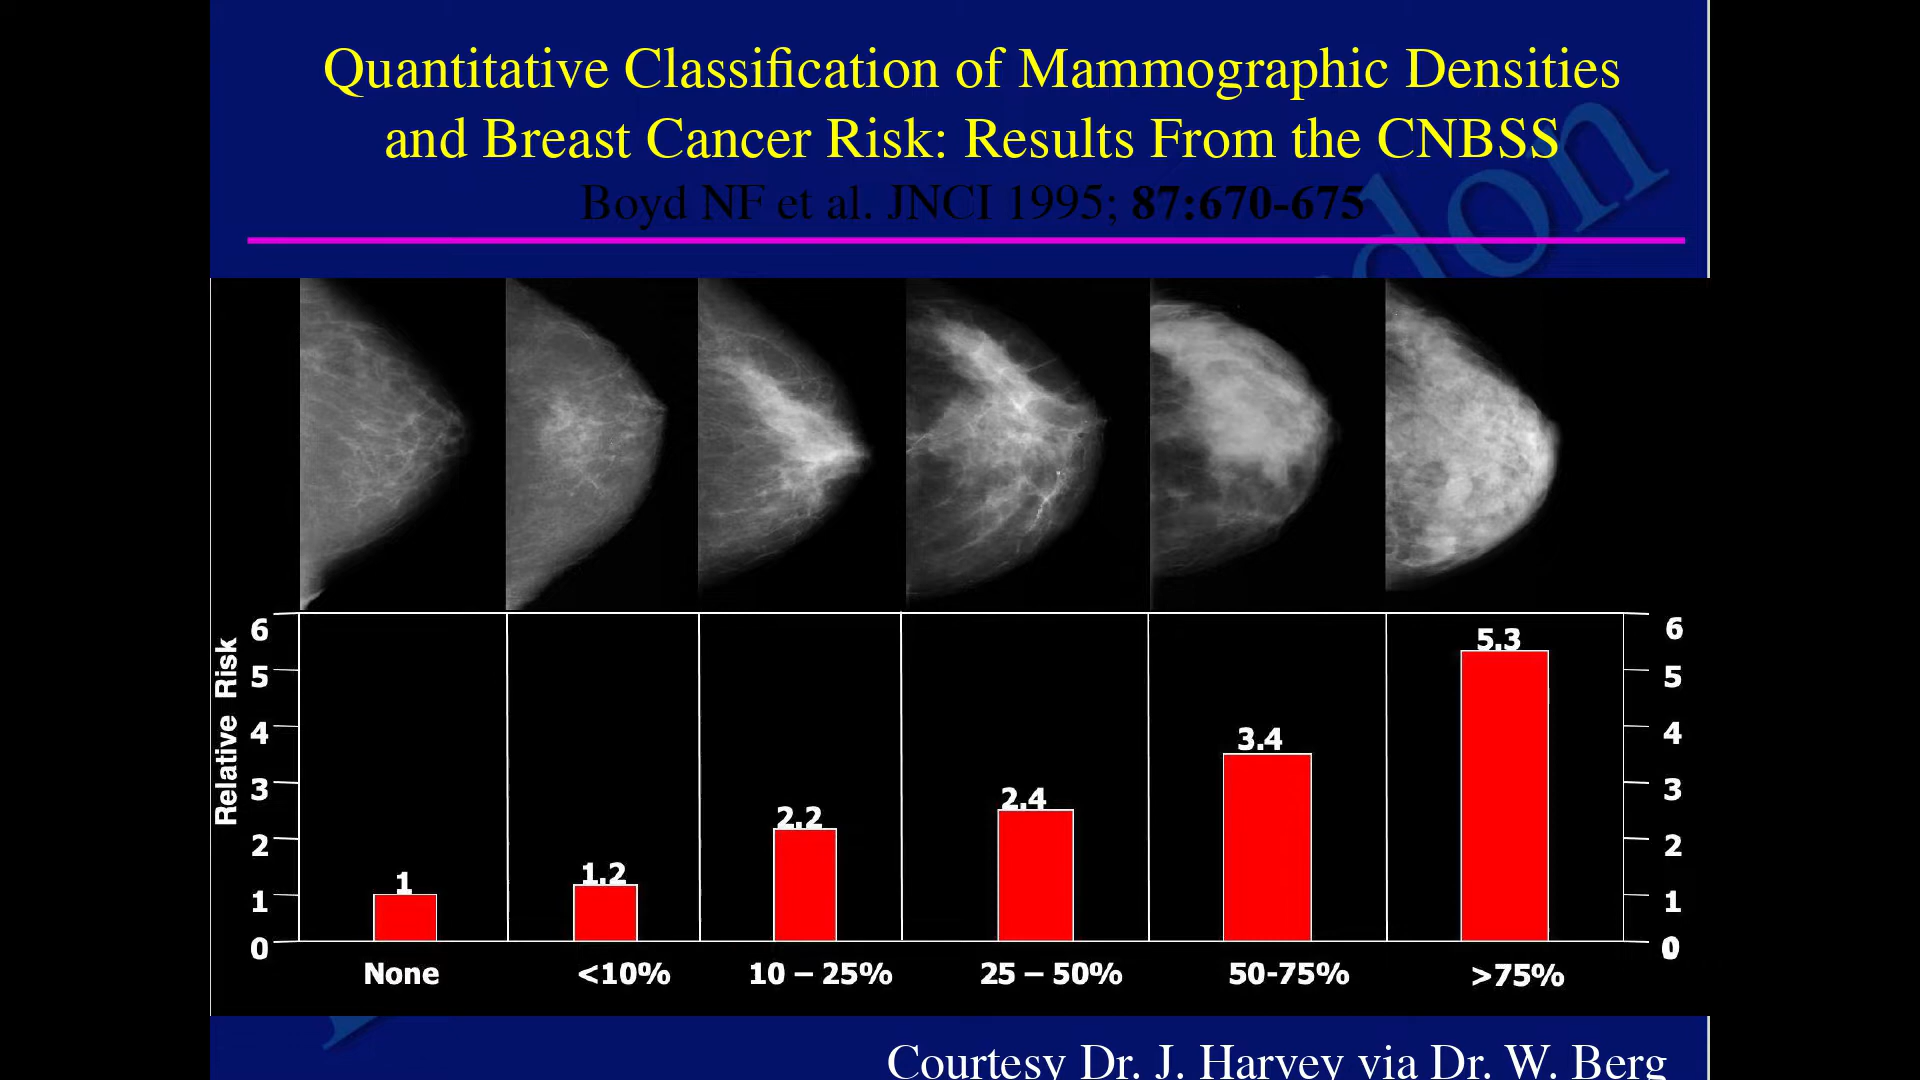 Quantitative Classification of Mammographic Densities
and Breast Cancer Risk: Results From the CNBSS
Boyd NF et al. JNCI 1995; 87:670-675
don
Relative Risk
6
5
4
3
2
1
0
1
1.2
2.2
2.4
3.4
5.3
6
5
4
3
2
1
0
None <10% 10 – 25% 25 – 50% 50-75% >75%
Courtesy Dr. J. Harvey via Dr. W. Berg